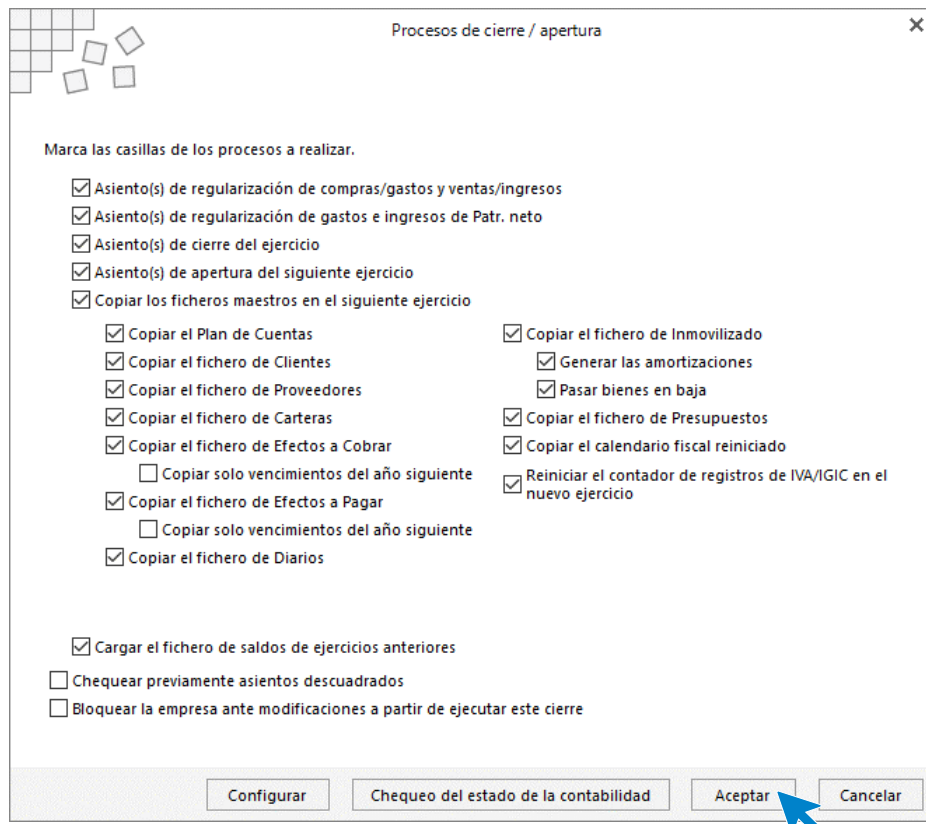 Procesos de cierre / apertura
Marca las casillas de los procesos a realizar.
Asiento(s) de regularización de compras/gastos y ventas/ingresos
Asiento(s) de regularización de gastos e ingresos de Patr. neto
Asiento(s) de cierre del ejercicio
Asiento(s) de apertura del siguiente ejercicio
Copiar los ficheros maestros en el siguiente ejercicio
Copiar el Plan de Cuentas
Copiar el fichero de Clientes
Copiar el fichero de Proveedores
Copiar el fichero de Carteras
Copiar el fichero de Efectos a Cobrar
Copiar solo vencimientos del año siguiente
Copiar el fichero de Efectos a Pagar
Copiar solo vencimientos del año siguiente
Copiar el fichero de Diarios
Copiar el fichero de Inmovilizado
Generar las amortizaciones
Pasar bienes en baja
Copiar el fichero de Presupuestos
Copiar el calendario fiscal reiniciado
Reiniciar el contador de registros de IVA/IGIC en el
nuevo ejercicio
Cargar el fichero de saldos de ejercicios anteriores
Chequear previamente asientos descuadrados
Bloquear la empresa ante modificaciones a partir de ejecutar este cierre
Configurar
Chequeo del estado de la contabilidad
Aceptar
Cancelar